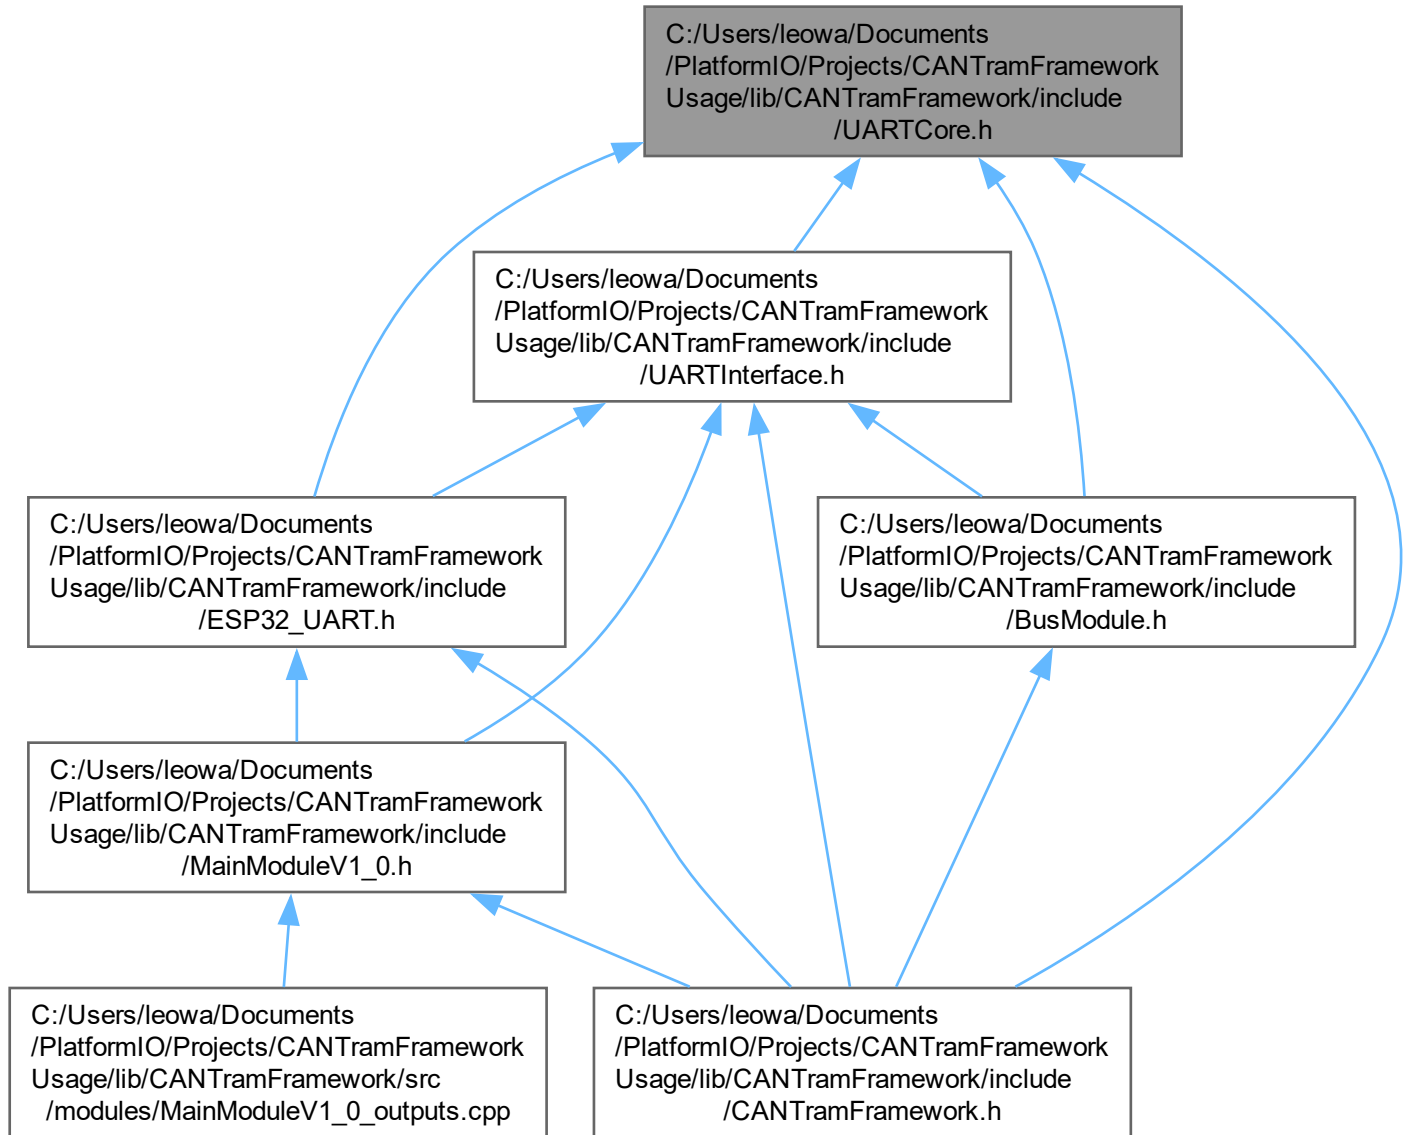 C:/Users/leowa/Documents
/PlatformIO/Projects/CANTramFramework
Usage/lib/CANTramFramework/include
/UARTCore.h
C:/Users/leowa/Documents
/PlatformIO/Projects/CANTramFramework
Usage/lib/CANTramFramework/include
/UARTInterface.h
C:/Users/leowa/Documents
/PlatformIO/Projects/CANTramFramework
Usage/lib/CANTramFramework/include
/ESP32_UART.h
C:/Users/leowa/Documents
/PlatformIO/Projects/CANTramFramework
Usage/lib/CANTramFramework/include
/BusModule.h
C:/Users/leowa/Documents
/PlatformIO/Projects/CANTramFramework
Usage/lib/CANTramFramework/include
/MainModuleV1_0.h
C:/Users/leowa/Documents
/PlatformIO/Projects/CANTramFramework
Usage/lib/CANTramFramework/src
/modules/MainModuleV1_0_outputs.cpp
C:/Users/leowa/Documents
/PlatformIO/Projects/CANTramFramework
Usage/lib/CANTramFramework/include
/CANTramFramework.h